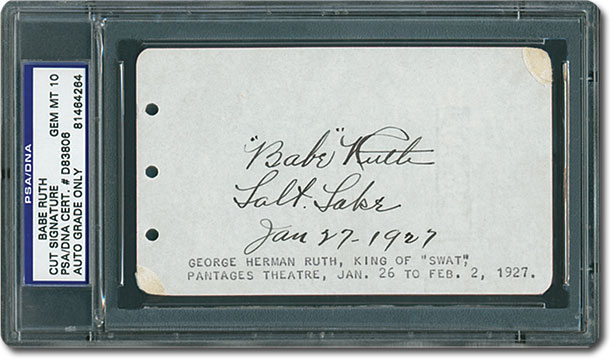 PSA/DNA
BABE RUTH
CUT SIGNATURE
GEM MT 10
PSA/DNA CERT. # D83806
AUTO GRADE ONLY
81464264
"Babe" Ruth
Salt. Lake
Jan 27-1927
GEORGE HERMAN RUTH, KING OF "SWAT",
PANTAGES THEATRE, JAN. 26 TO FEB. 2, 1927.